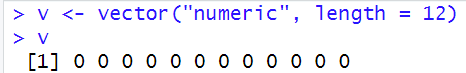 > v <- vector("numeric", length = 12)
> v
[1] 0 0 0 0 0 0 0 0 0 0 0 0